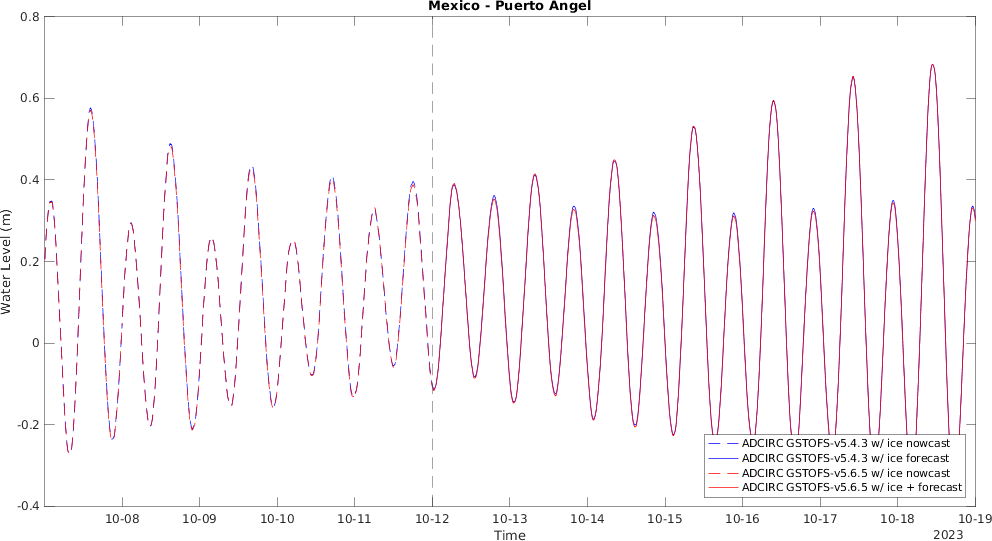 Mexico - Puerto Angel
0.8
0.6
0.4
0.2
0
-0.2
-0.4
Water Level (m)
10-08
10-09
10-10
10-11
10-12
10-13
10-14
10-15
10-16
10-17
10-18
10-19
Time
2023
ADCIRC GSTOFS-v5.4.3 w/ ice nowcast
ADCIRC GSTOFS-v5.4.3 w/ ice forecast
ADCIRC GSTOFS-v5.6.5 w/ ice nowcast
ADCIRC GSTOFS-v5.6.5 w/ ice + forecast